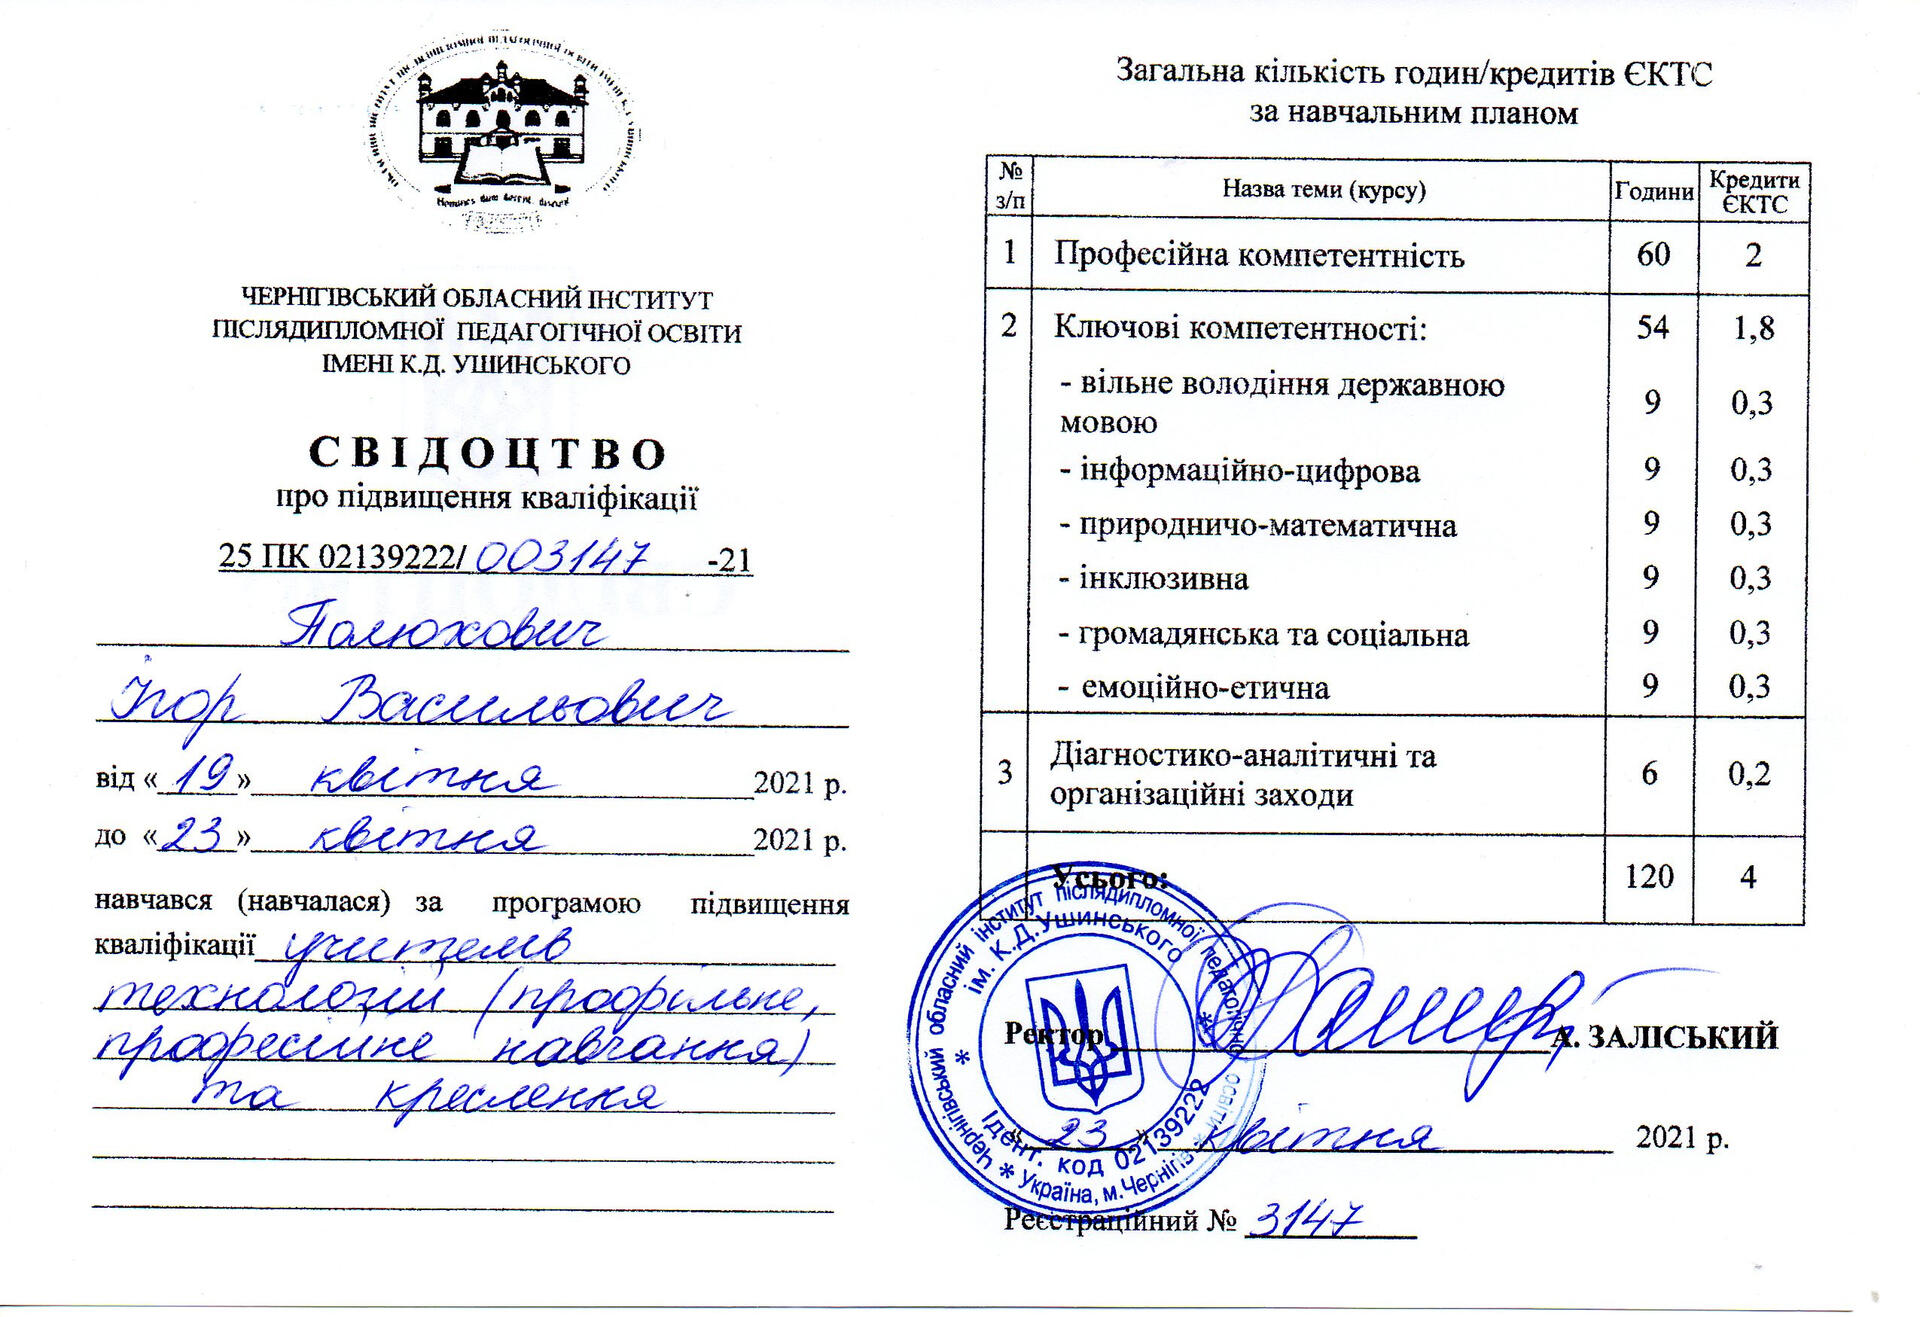 ЧЕРНІГІВСЬКИЙ ОБЛАСНИЙ ІНСТИТУТ
ПІСЛЯДИПЛОМНОЇ ПЕДАГОГІЧНОЇ ОСВІТИ
ІМЕНІ К.Д. УШИНСЬКОГО
СВІДОЦТВО
про підвищення кваліфікації
25 ПК 02139222/ 003147 -21
Полюхович
Ігор Васильович
від «19» квітня 2021 р.
до «23» квітня 2021 р.
навчався (навчалася) за програмою підвищення
кваліфікації учителів
технологій (профільне,
професійне навчання)
та креслення
Загальна кількість годин/кредитів ЄКТС
за навчальним планом
№ з/п Назва теми (курсу) Години Кредити ЄКТС
1 Професійна компетентність 60 2
2 Ключові компетентності: 54 1,8
- вільне володіння державною
мовою 9 0,3
- інформаційно-цифрова 9 0,3
- природничо-математична 9 0,3
- інклюзивна 9 0,3
- громадянська та соціальна 9 0,3
- емоційно-етична 9 0,3
3 Діагностико-аналітичні та
організаційні заходи 6 0,2
Усього: 120 4
Чернігівський обласний інститут післядипломної педагогічної освіти
ім. К.Д.Ушинського
Ідент. код 02139222
* Україна, м.Чернігів *
Ректор А. ЗАЛІСЬКИЙ
«23» квітня 2021 р.
Реєстраційний № 3147